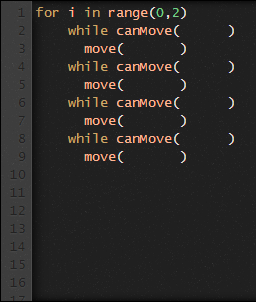 1 for i in range(0,2)
2     while canMove(      )
3       move(       )
4     while canMove(      )
5       move(       )
6     while canMove(      )
7       move(       )
8     while canMove(      )
9       move(       )
10
11
12
13
14
15
16
17